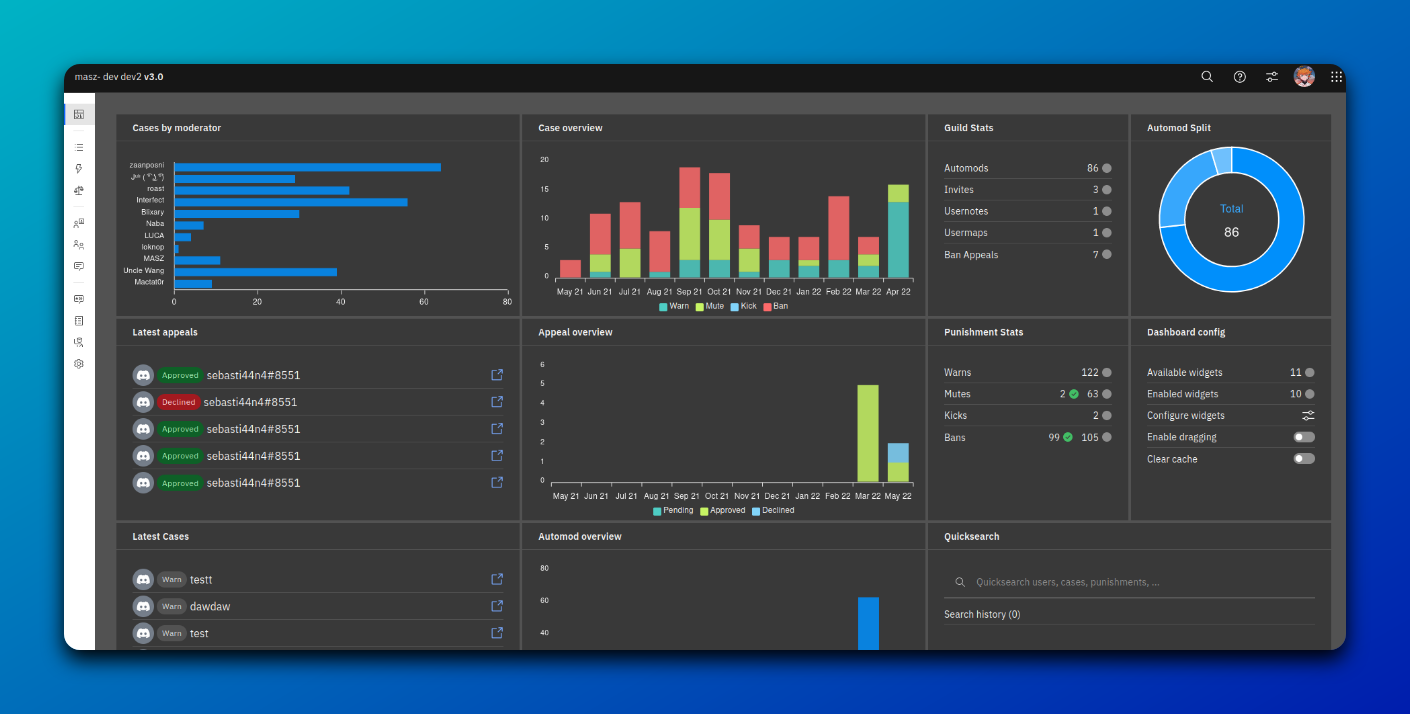 masz- dev dev2 v3.0
Cases by moderator
zaanposni
roast
Interfect
Bilxary
Naba
LUCA
loknop
MASZ
Uncle Wang
Mactat0r
0 20 40 60 80
Case overview
20
15
10
5
0
May 21 Jun 21 Jul 21 Aug 21 Sep 21 Oct 21 Nov 21 Dec 21 Jan 22 Feb 22 Mar 22 Apr 22
Warn Mute Kick Ban
Guild Stats
Automods 86
Invites 3
Usernotes 1
Usermaps 1
Ban Appeals 7
Automod Split
Total
86
Latest appeals
Approved sebasti44n4#8551
Declined sebasti44n4#8551
Approved sebasti44n4#8551
Approved sebasti44n4#8551
Approved sebasti44n4#8551
Appeal overview
6
5
4
3
2
1
0
May 21 Jun 21 Jul 21 Aug 21 Sep 21 Oct 21 Nov 21 Dec 21 Jan 22 Feb 22 Mar 22 May 22
Pending Approved Declined
Punishment Stats
Warns 122
Mutes 2 63
Kicks 2
Bans 99 105
Dashboard config
Available widgets 11
Enabled widgets 10
Configure widgets
Enable dragging
Clear cache
Latest Cases
Warn testt
Warn dawdaw
Warn test
Automod overview
80
60
40
Quicksearch
Quicksearch users, cases, punishments, ...
Search history (0)